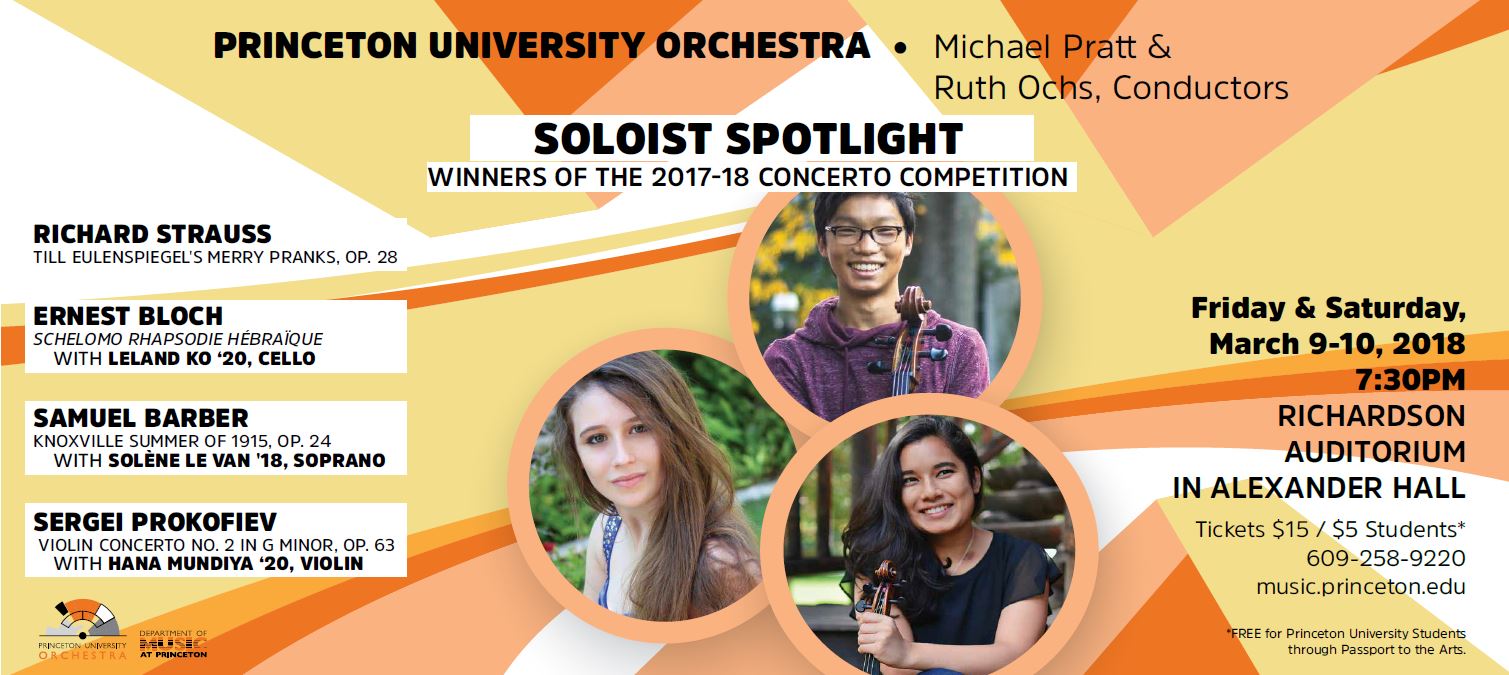 PRINCETON UNIVERSITY ORCHESTRA • Michael Pratt &
Ruth Ochs, Conductors
SOLOIST SPOTLIGHT
WINNERS OF THE 2017-18 CONCERTO COMPETITION
RICHARD STRAUSS
TILL EULENSPIEGEL'S MERRY PRANKS, OP. 28
ERNEST BLOCH
SCHELOMO RHAPSODIE HÉBRAÏQUE
WITH LELAND KO ‘20, CELLO
SAMUEL BARBER
KNOXVILLE SUMMER OF 1915, OP. 24
WITH SOLÈNE LE VAN '18, SOPRANO
SERGEI PROKOFIEV
VIOLIN CONCERTO NO. 2 IN G MINOR, OP. 63
WITH HANA MUNDIYA ‘20, VIOLIN
PRINCETON UNIVERSITY
ORCHESTRA
DEPARTMENT OF
MUSIC
AT PRINCETON
Friday & Saturday,
March 9-10, 2018
7:30PM
RICHARDSON
AUDITORIUM
IN ALEXANDER HALL
Tickets $15 / $5 Students*
609-258-9220
music.princeton.edu
*FREE for Princeton University Students
through Passport to the Arts.